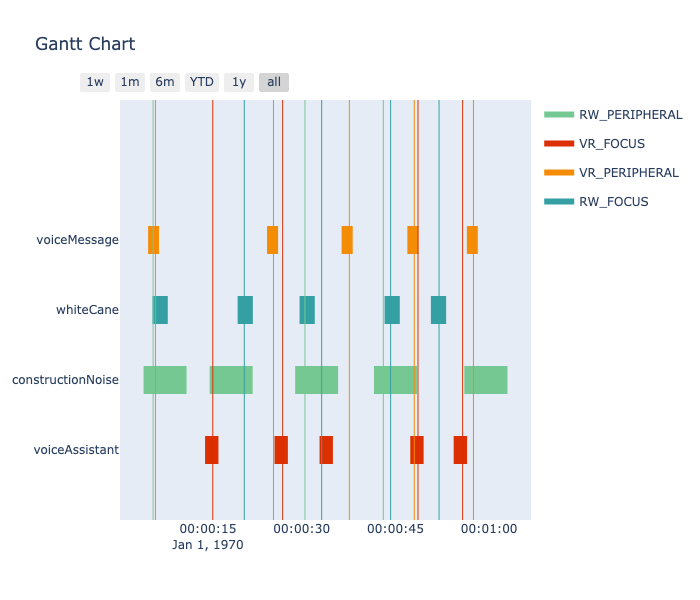 Gantt Chart
1w 1m 6m YTD 1y all
RW_PERIPHERAL
VR_FOCUS
VR_PERIPHERAL
RW_FOCUS
voiceMessage
whiteCane
constructionNoise
voiceAssistant
00:00:15 00:00:30 00:00:45 00:01:00
Jan 1, 1970